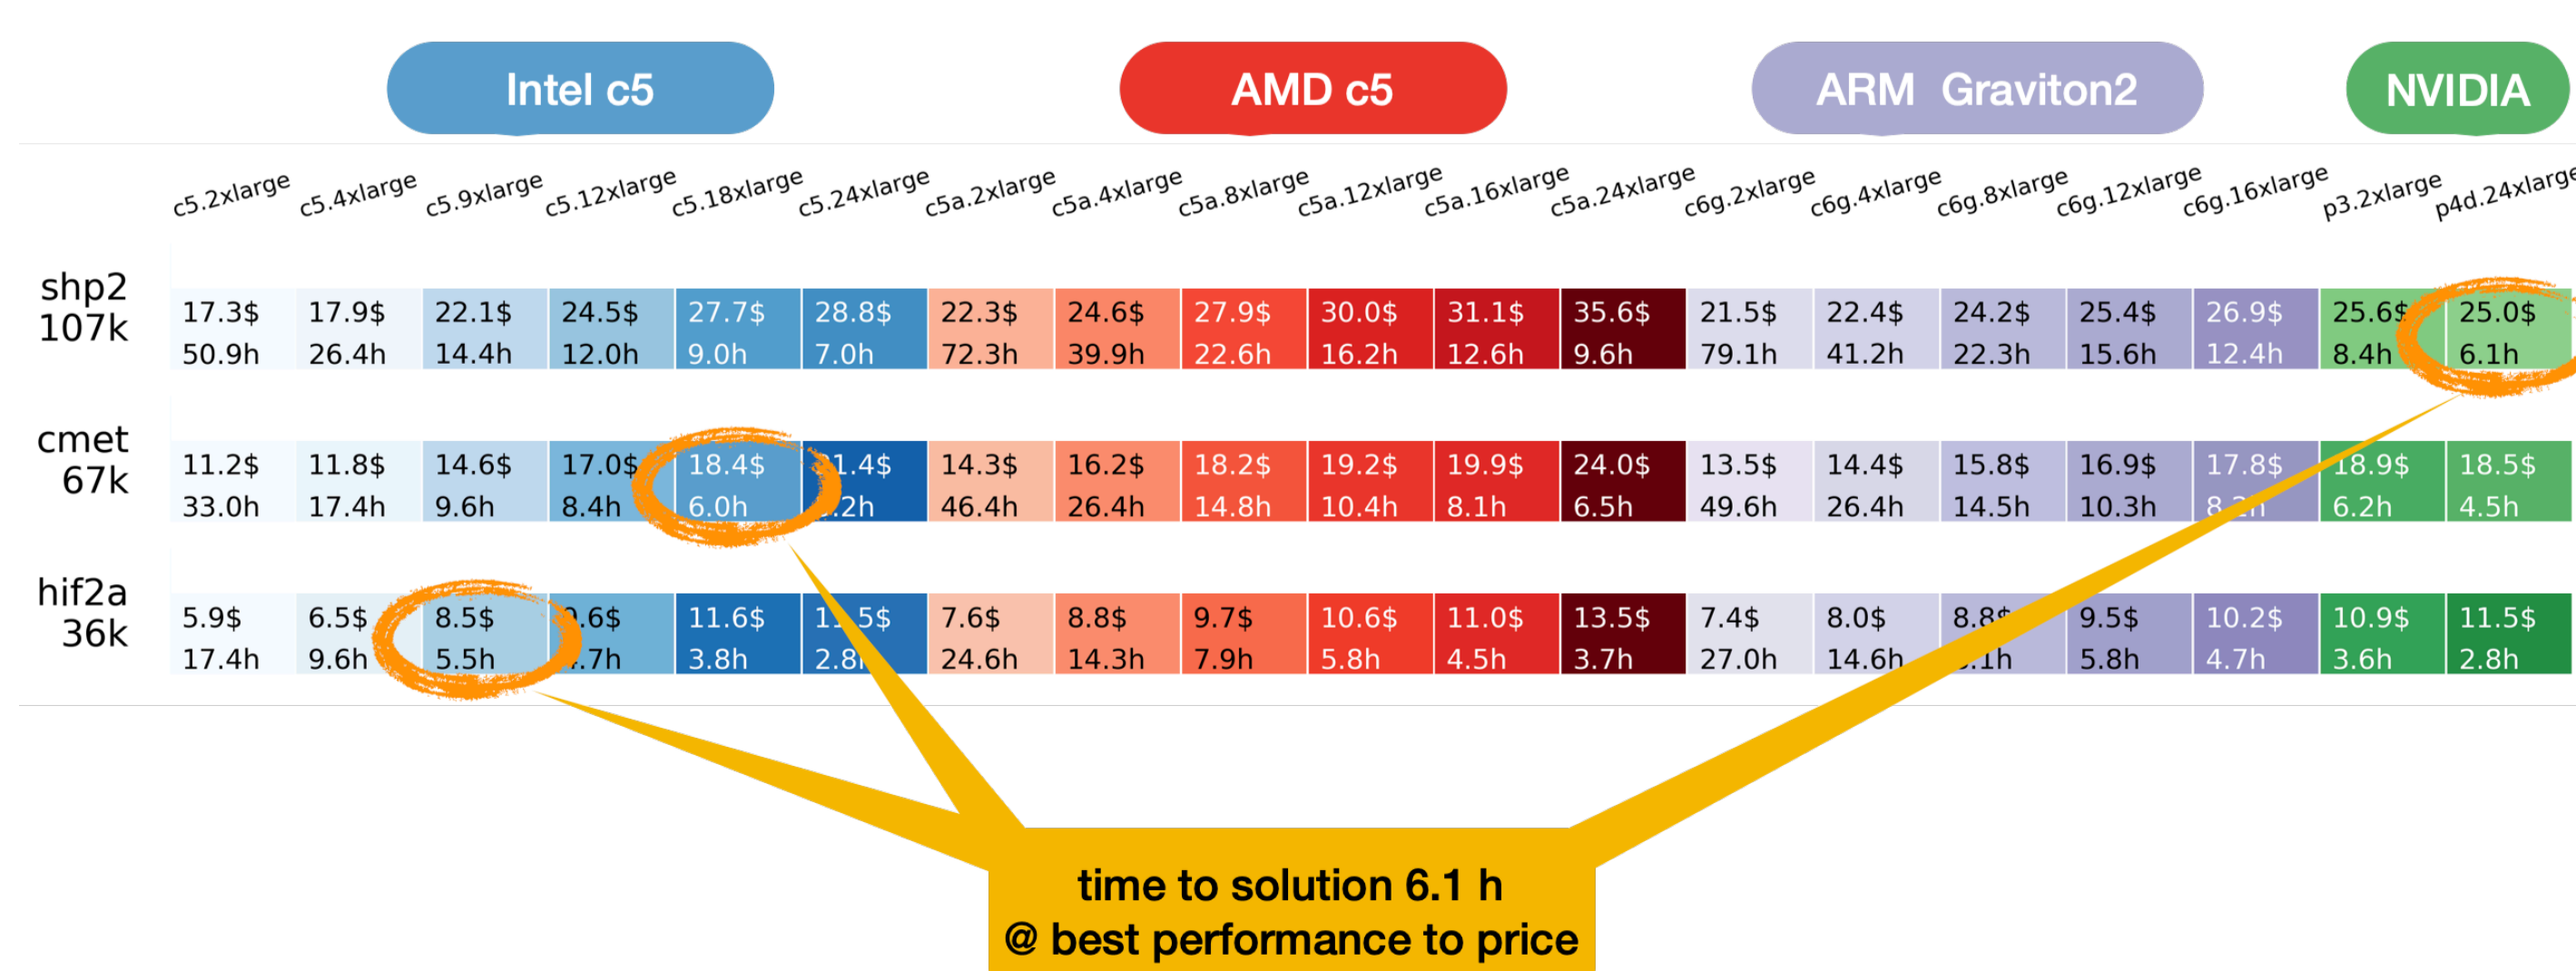 Intel c5 AMD c5 ARM Graviton2 NVIDIA
c5.2xlarge c5.4xlarge c5.9xlarge c5.12xlarge c5.18xlarge c5.24xlarge c5a.2xlarge c5a.4xlarge c5a.8xlarge c5a.12xlarge c5a.16xlarge c5a.24xlarge c6g.2xlarge c6g.4xlarge c6g.8xlarge c6g.12xlarge c6g.16xlarge p3.2xlarge p4d.24xlarge
shp2
107k
17.3$ 17.9$ 22.1$ 24.5$ 27.7$ 28.8$ 22.3$ 24.6$ 27.9$ 30.0$ 31.1$ 35.6$ 21.5$ 22.4$ 24.2$ 25.4$ 26.9$ 25.6$ 25.0$
50.9h 26.4h 14.4h 12.0h 9.0h 7.0h 72.3h 39.9h 22.6h 16.2h 12.6h 9.6h 79.1h 41.2h 22.3h 15.6h 12.4h 8.4h 6.1h
cmet
67k
11.2$ 11.8$ 14.6$ 17.0$ 18.4$ 14.3$ 16.2$ 18.2$ 19.2$ 19.9$ 24.0$ 13.5$ 14.4$ 15.8$ 16.9$ 17.8$ 18.9$ 18.5$
33.0h 17.4h 9.6h 8.4h 6.0h 46.4h 26.4h 14.8h 10.4h 8.1h 6.5h 49.6h 26.4h 14.5h 10.3h 6.2h 4.5h
hif2a
36k
5.9$ 6.5$ 8.5$ 11.6$ 11.5$ 7.6$ 8.8$ 9.7$ 10.6$ 11.0$ 13.5$ 7.4$ 8.0$ 8.8$ 9.5$ 10.2$ 10.9$ 11.5$
17.4h 9.6h 5.5h 3.8h 2.8h 24.6h 14.3h 7.9h 5.8h 4.5h 3.7h 27.0h 14.6h 5.8h 4.7h 3.6h 2.8h
time to solution 6.1 h
@ best performance to price